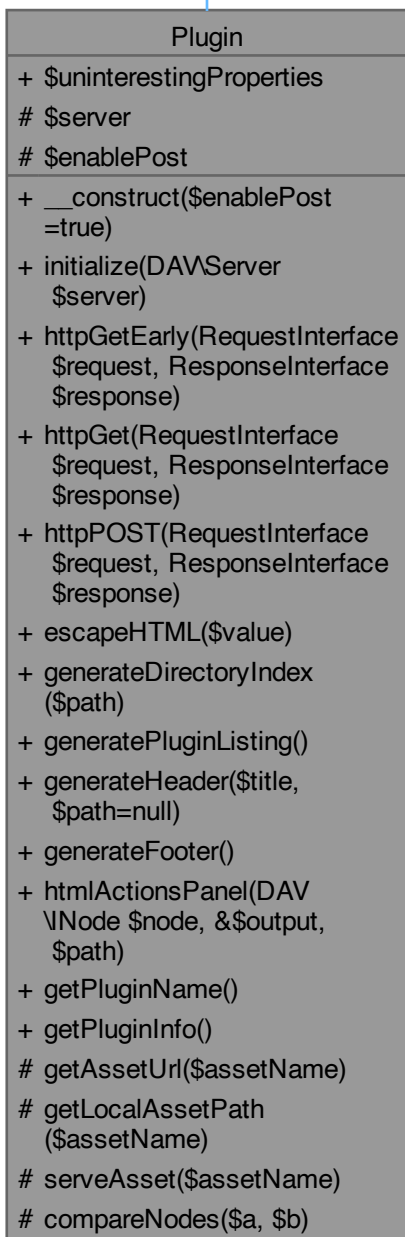 Plugin
+ $uninterestingProperties
# $server
# $enablePost
+ __construct($enablePost
=true)
+ initialize(DAV\Server
$server)
+ httpGetEarly(RequestInterface
$request, ResponseInterface
$response)
+ httpGet(RequestInterface
$request, ResponseInterface
$response)
+ httpPOST(RequestInterface
$request, ResponseInterface
$response)
+ escapeHTML($value)
+ generateDirectoryIndex
($path)
+ generatePluginListing()
+ generateHeader($title,
$path=null)
+ generateFooter()
+ htmlActionsPanel(DAV
\INode $node, &$output,
$path)
+ getPluginName()
+ getPluginInfo()
# getAssetUrl($assetName)
# getLocalAssetPath
($assetName)
# serveAsset($assetName)
# compareNodes($a, $b)